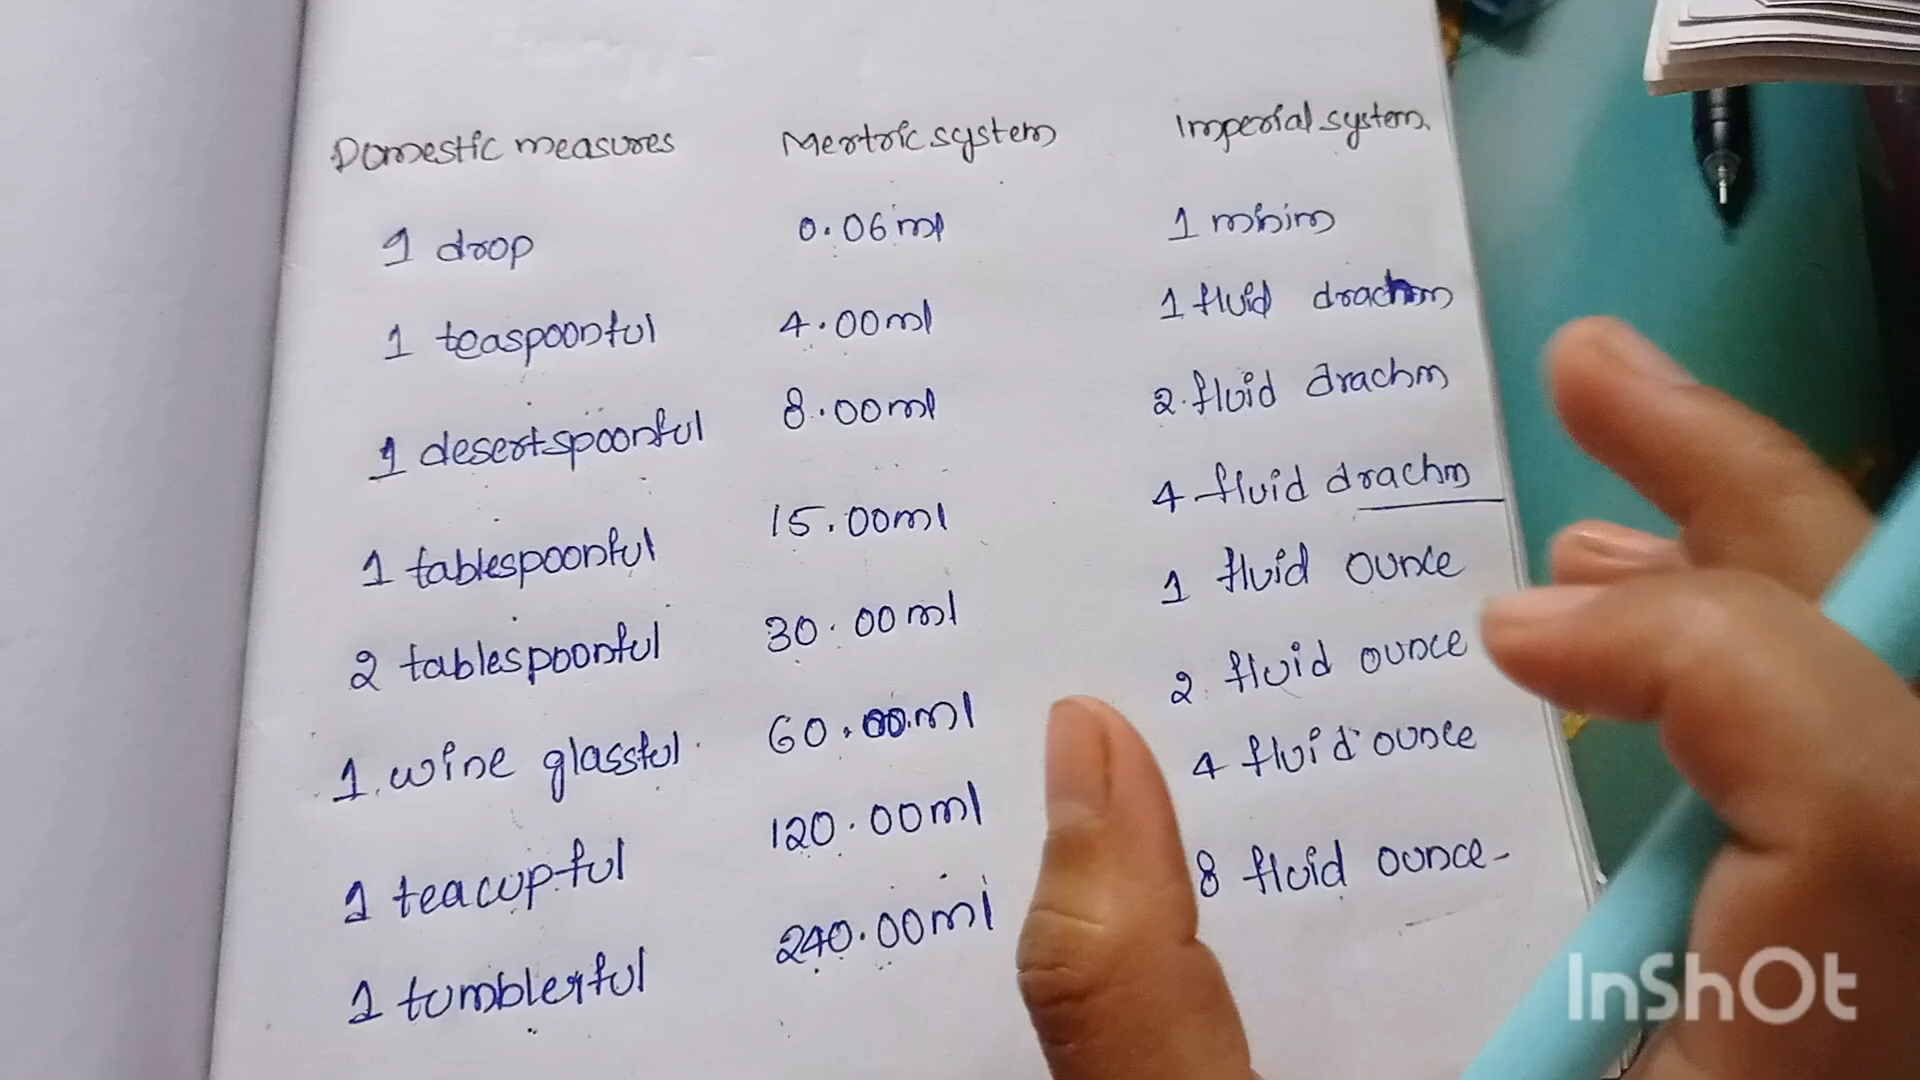 Domestic measures Mertric system Imperial system.
1 drop 0.06 ml 1 minim
1 teaspoonful 4.00ml 1 fluid drachm
1 desertspoonful 8.00ml 2 fluid drachm
1 tablespoonful 15.00ml 4 fluid drachm
2 tablespoonful 30.00ml 1 fluid ounce
1 wine glassful 60.00ml 2 fluid ounce
1 teacupful 120.00ml 4 fluid ounce
1 tumblerful 240.00ml 8 fluid ounce
InShOt